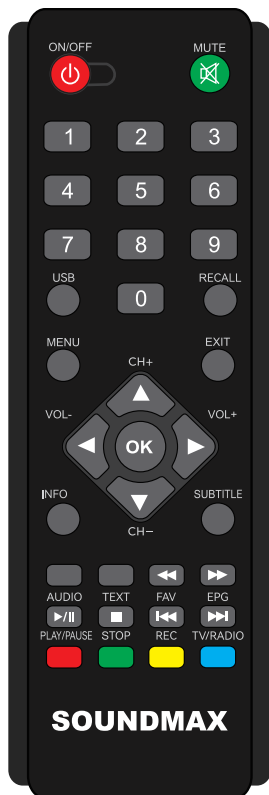 ON/OFF MUTE
1 2 3
4 5 6
7 8 9
USB RECALL
0
MENU EXIT
CH+
VOL- VOL+
OK
INFO SUBTITLE
CH−
AUDIO TEXT FAV EPG
PLAY/PAUSE STOP REC TV/RADIO
SOUNDMAX